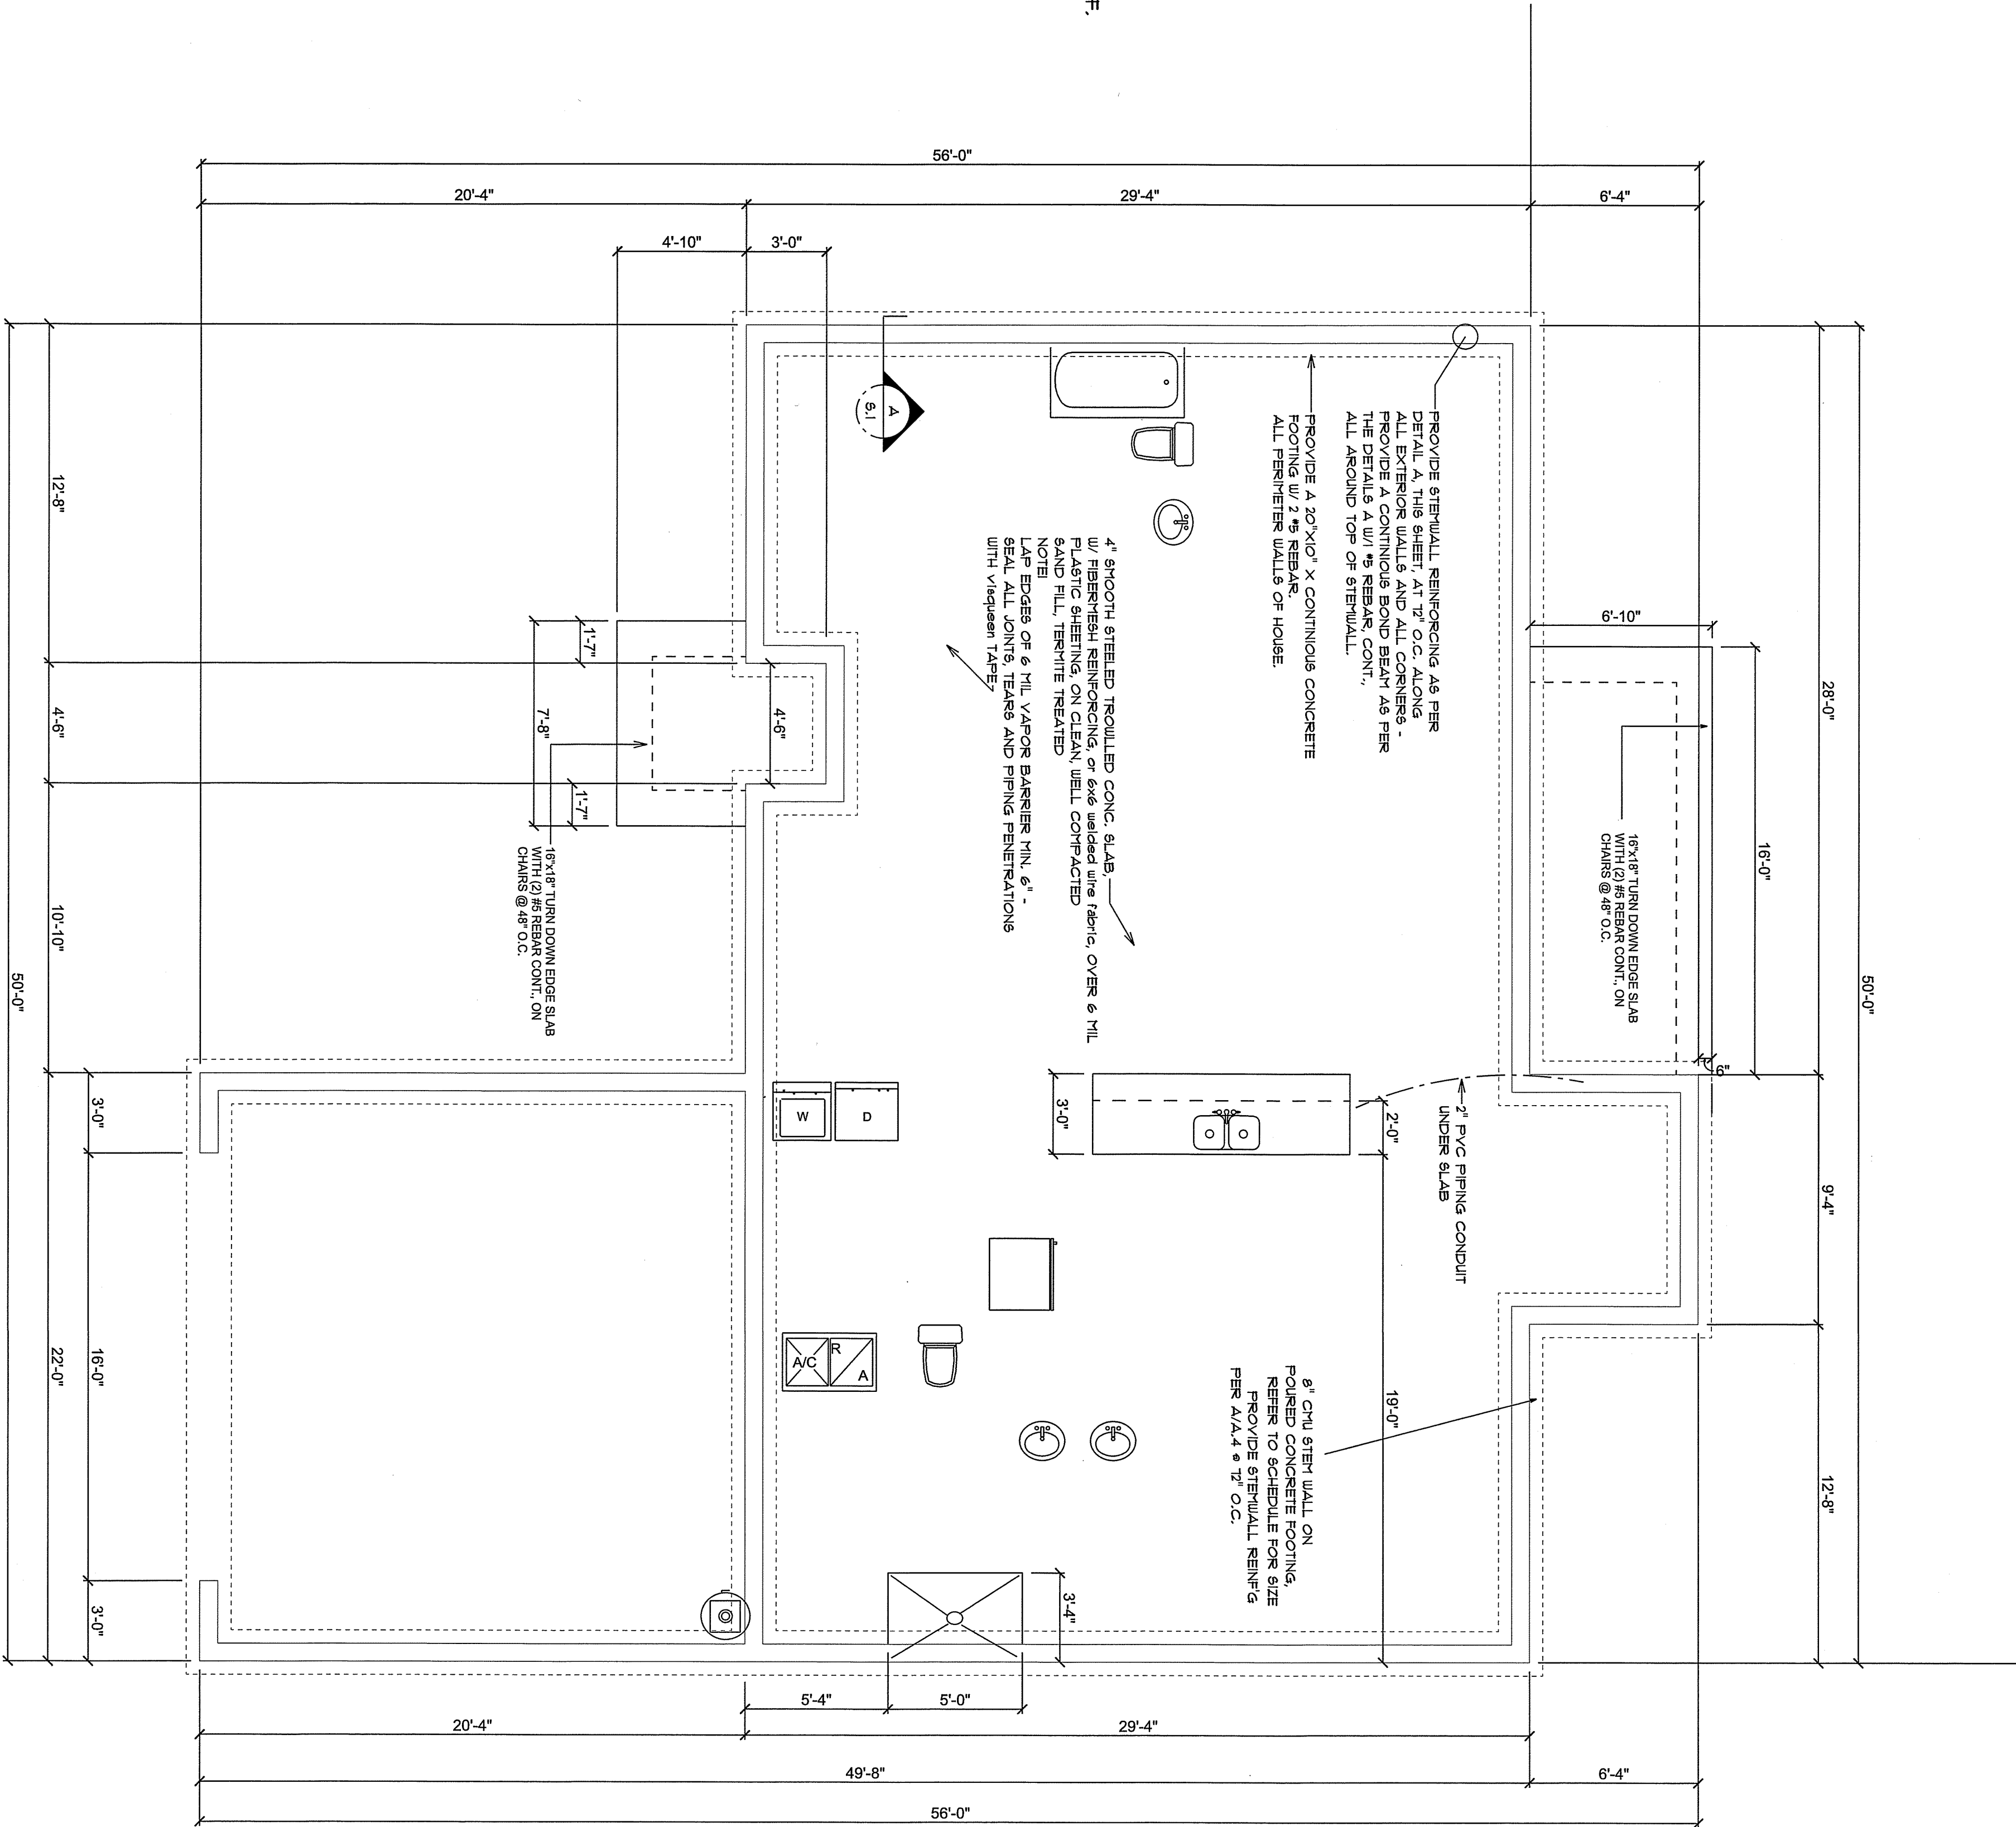 F.
56'-0"
20'-4"
29'-4"
6'-4"
4'-10"
3'-0"
A
S.1
PROVIDE STEMWALL REINFORCING AS PER
DETAIL A, THIS SHEET, AT 72" O.C. ALONG
ALL EXTERIOR WALLS AND ALL CORNERS -
PROVIDE A CONTINIOUS BOND BEAM AS PER
THE DETAILS A W/1 #5 REBAR, CONT.,
ALL AROUND TOP OF STEMWALL.
PROVIDE A 20"X10" X CONTINIOUS CONCRETE
FOOTING W/ 2 #5 REBAR.
ALL PERIMETER WALLS OF HOUSE.
4" SMOOTH STEELED TROWLLED CONC. SLAB,
W/ FIBERMESH REINFORCING, or 6x6 welded wire fabric, OVER 6 MIL
PLASTIC SHEETING, ON CLEAN, WELL COMPACTED
SAND FILL, TERMITE TREATED
NOTE!
LAP EDGES OF 6 MIL VAPOR BARRIER MIN. 6" -
SEAL ALL JOINTS, TEARS AND PIPING PENETRATIONS
WITH visqueen TAPE
6'-10"
16'-0"
16"x18" TURN DOWN EDGE SLAB
WITH (2) #5 REBAR CONT., ON
CHAIRS @ 48" O.C.
6"
28'-0"
50'-0"
9'-4"
12'-8"
12'-8"
4'-6"
10'-10"
50'-0"
22'-0"
3'-0"
16'-0"
3'-0"
1'-7"
7'-8"
4'-6"
1'-7"
16"x18" TURN DOWN EDGE SLAB
WITH (2) #5 REBAR CONT., ON
CHAIRS @ 48" O.C.
W
D
3'-0"
2'-0"
2" PVC PIPING CONDUIT
UNDER SLAB
19'-0"
A/C
R
A
8" CMU STEM WALL ON
POURED CONCRETE FOOTING,
REFER TO SCHEDULE FOR SIZE
PROVIDE STEMWALL REINF'G
PER A/A.4 @ 72" O.C.
3'-4"
5'-4"
5'-0"
20'-4"
29'-4"
49'-8"
6'-4"
56'-0"